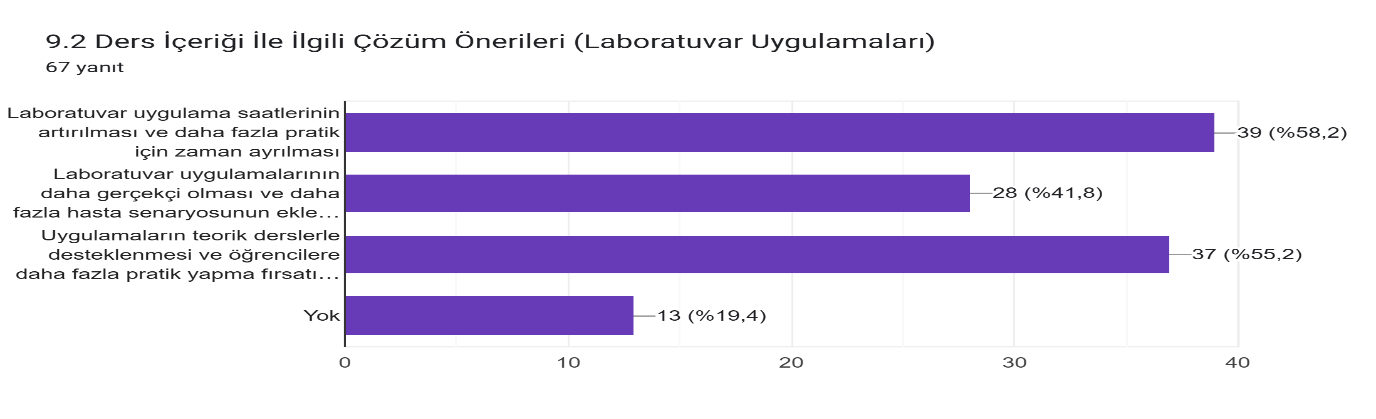 9.2 Ders İçeriği İle İlgili Çözüm Önerileri (Laboratuvar Uygulamaları)
67 yanıt
Laboratuvar uygulama saatlerinin
artırılması ve daha fazla pratik
için zaman ayrılması
39 (%58,2)
Laboratuvar uygulamalarının
daha gerçekçi olması ve daha
fazla hasta senaryosunun ekle…
28 (%41,8)
Uygulamaların teorik derslerle
desteklenmesi ve öğrencilere
daha fazla pratik yapma fırsatı…
37 (%55,2)
Yok
13 (%19,4)
0 10 20 30 40